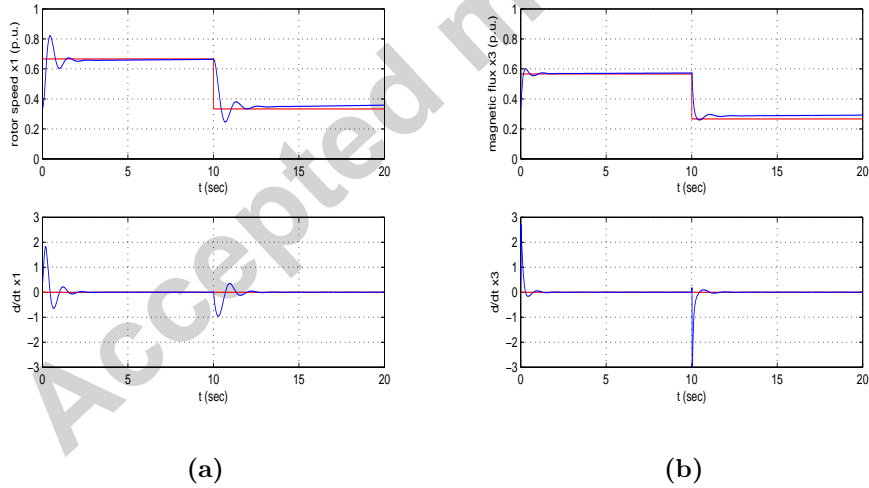 1
0.8
0.6
0.4
0.2
0
rotor speed x1 (p.u.)
0 5 10 15 20
t (sec)
3
2
1
0
−1
−2
−3
d/dt x1
0 5 10 15 20
t (sec)
(a)
1
0.8
0.6
0.4
0.2
0
magnetic flux x3 (p.u.)
0 5 10 15 20
t (sec)
3
2
1
0
−1
−2
−3
d/dt x3
0 5 10 15 20
t (sec)
(b)
Accepted m